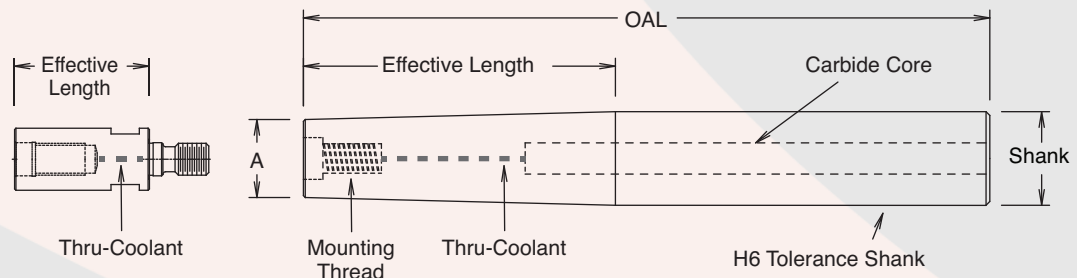 OAL
Effective
Length
Effective Length
Carbide Core
A
Shank
Thru-Coolant
Mounting
Thread
Thru-Coolant
H6 Tolerance Shank